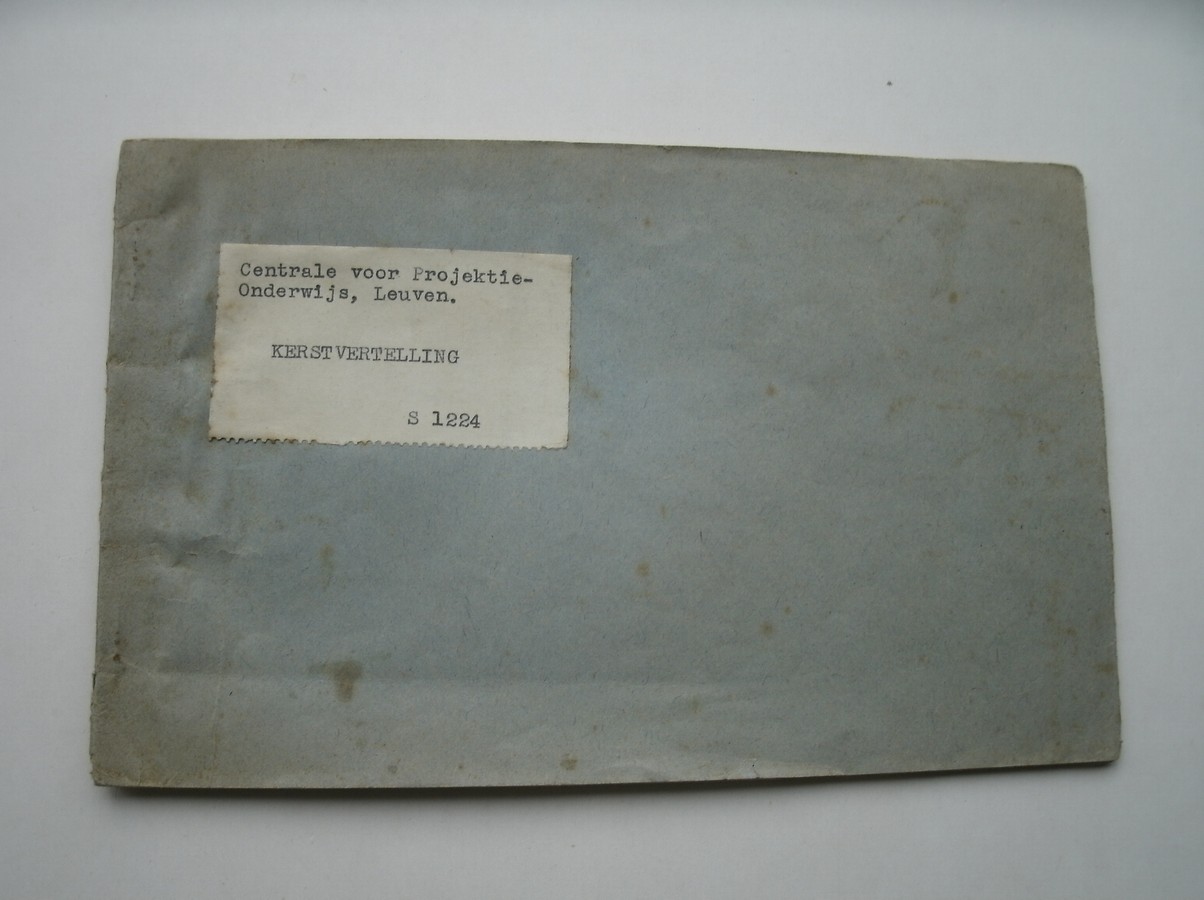 Centrale voor Projektie-
Onderwijs, Leuven.
KERSTVERTELLING
S 1224